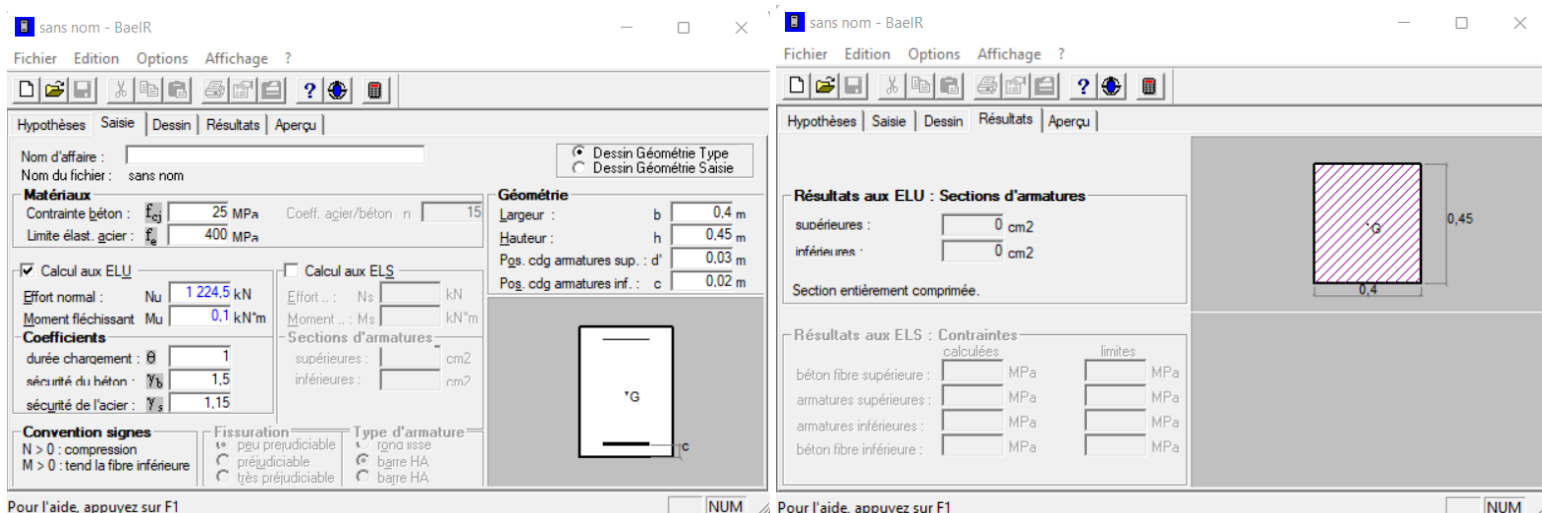 sans nom - BaelR
Fichier Edition Options Affichage ?
Hypothèses Saisie Dessin Résultats Aperçu
Nom d'affaire :
Nom du fichier : sans nom
Dessin Géométrie Type
Dessin Géométrie Saisie
Matériaux
Contrainte béton : fcj 25 MPa Coeff. acier/béton n 15
Limite élast. acier : fe 400 MPa
Géométrie
Largeur : b 0,4 m
Hauteur : h 0,45 m
Pos. cdg armatures sup. : d' 0,03 m
Pos. cdg armatures inf. : c 0,02 m
Calcul aux ELU
Effort normal : Nu 1 224,5 kN
Moment fléchissant Mu 0,1 kN*m
Calcul aux ELS
Effort .. : Ns kN
Moment .. : Ms kN*m
Coefficients
durée chargement : θ 1
sécurité du béton : γb 1,5
sécurité de l'acier : γs 1,15
Sections d'armatures
supérieures : cm2
inférieures : cm2
G
c
Convention signes
N > 0 : compression
M > 0 : tend la fibre inférieure
Fissuration
peu préjudiciable
préjudiciable
très préjudiciable
Type d'armature
rond lisse
barre HA
barre HA
Pour l'aide, appuyez sur F1 NUM
sans nom - BaelR
Fichier Edition Options Affichage ?
Hypothèses Saisie Dessin Résultats Aperçu
Résultats aux ELU : Sections d'armatures
supérieures : 0 cm2
inférieures : 0 cm2
Section entièrement comprimée.
G
0,45
0,4
Résultats aux ELS : Contraintes
calculées limites
béton fibre supérieure : MPa MPa
armatures supérieures : MPa MPa
armatures inférieures : MPa MPa
béton fibre inférieure : MPa MPa
Pour l'aide, appuyez sur F1 NUM